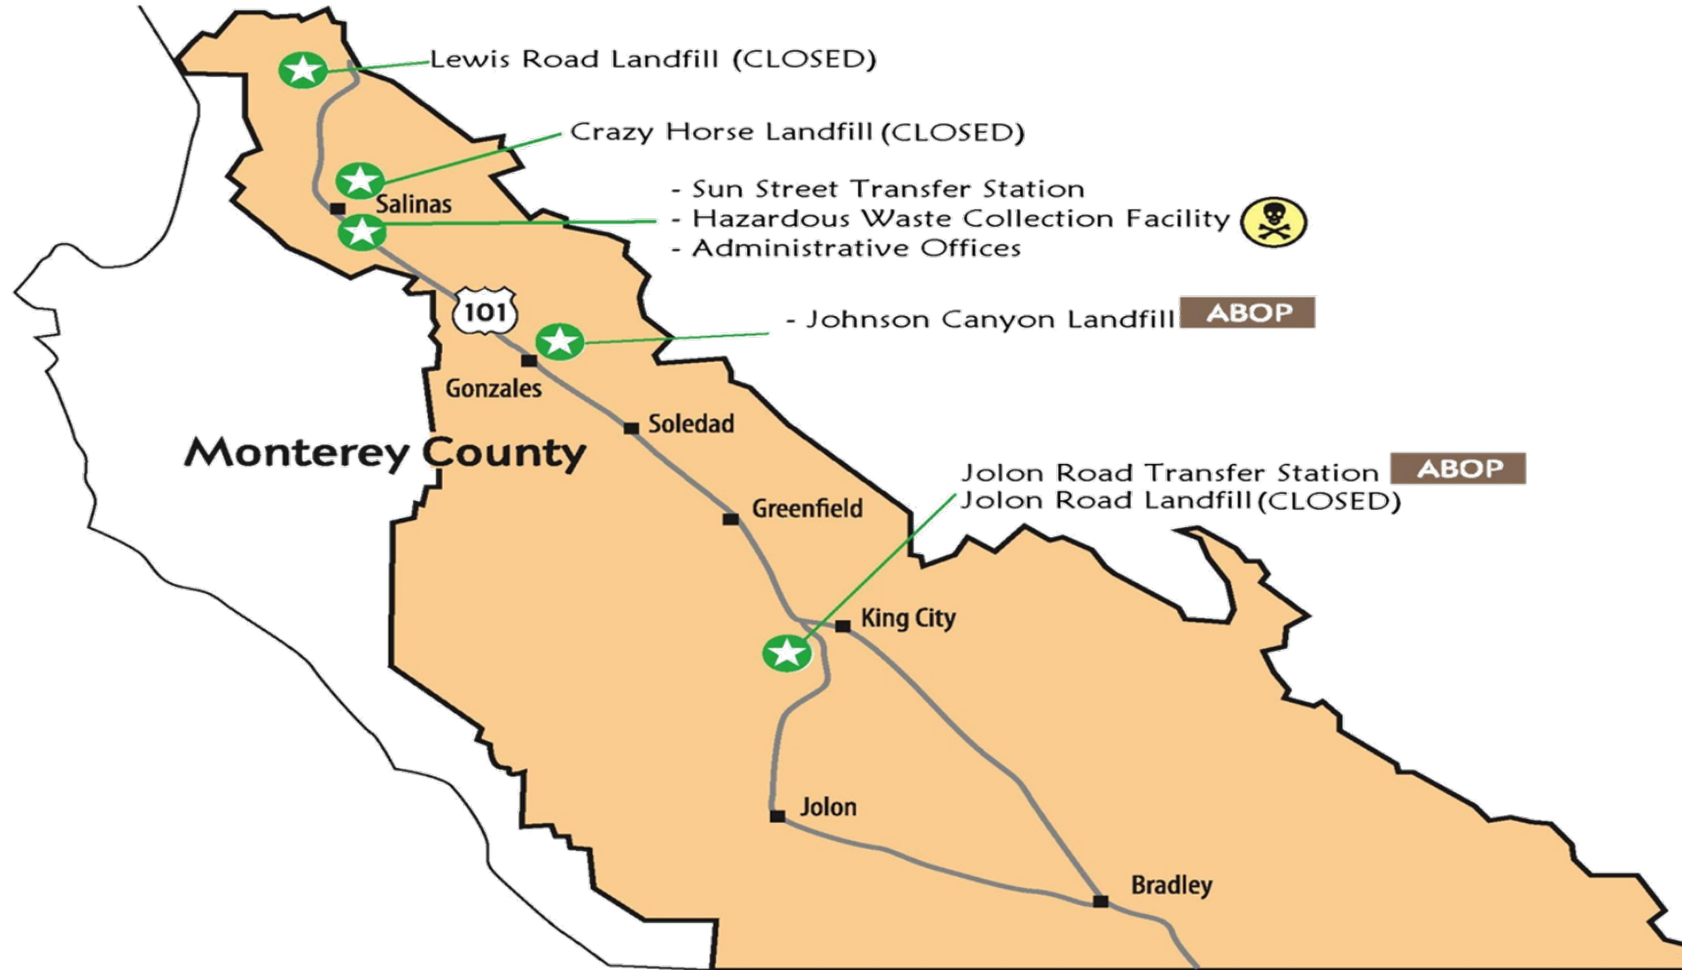 Lewis Road Landfill (CLOSED)
Crazy Horse Landfill (CLOSED)
- Sun Street Transfer Station
Salinas
- Hazardous Waste Collection Facility
- Administrative Offices
101
- Johnson Canyon Landfill ABOP
Gonzales
Soledad
Monterey County
Jolon Road Transfer Station ABOP
Jolon Road Landfill (CLOSED)
Greenfield
King City
Jolon
Bradley